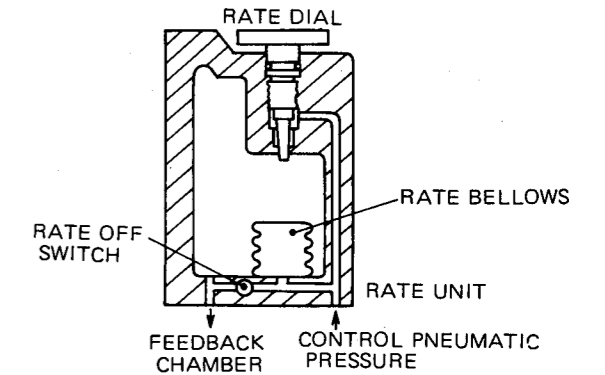 RATE DIAL
RATE BELLOWS
RATE OFF
SWITCH
RATE UNIT
FEEDBACK
CHAMBER
CONTROL PNEUMATIC
PRESSURE